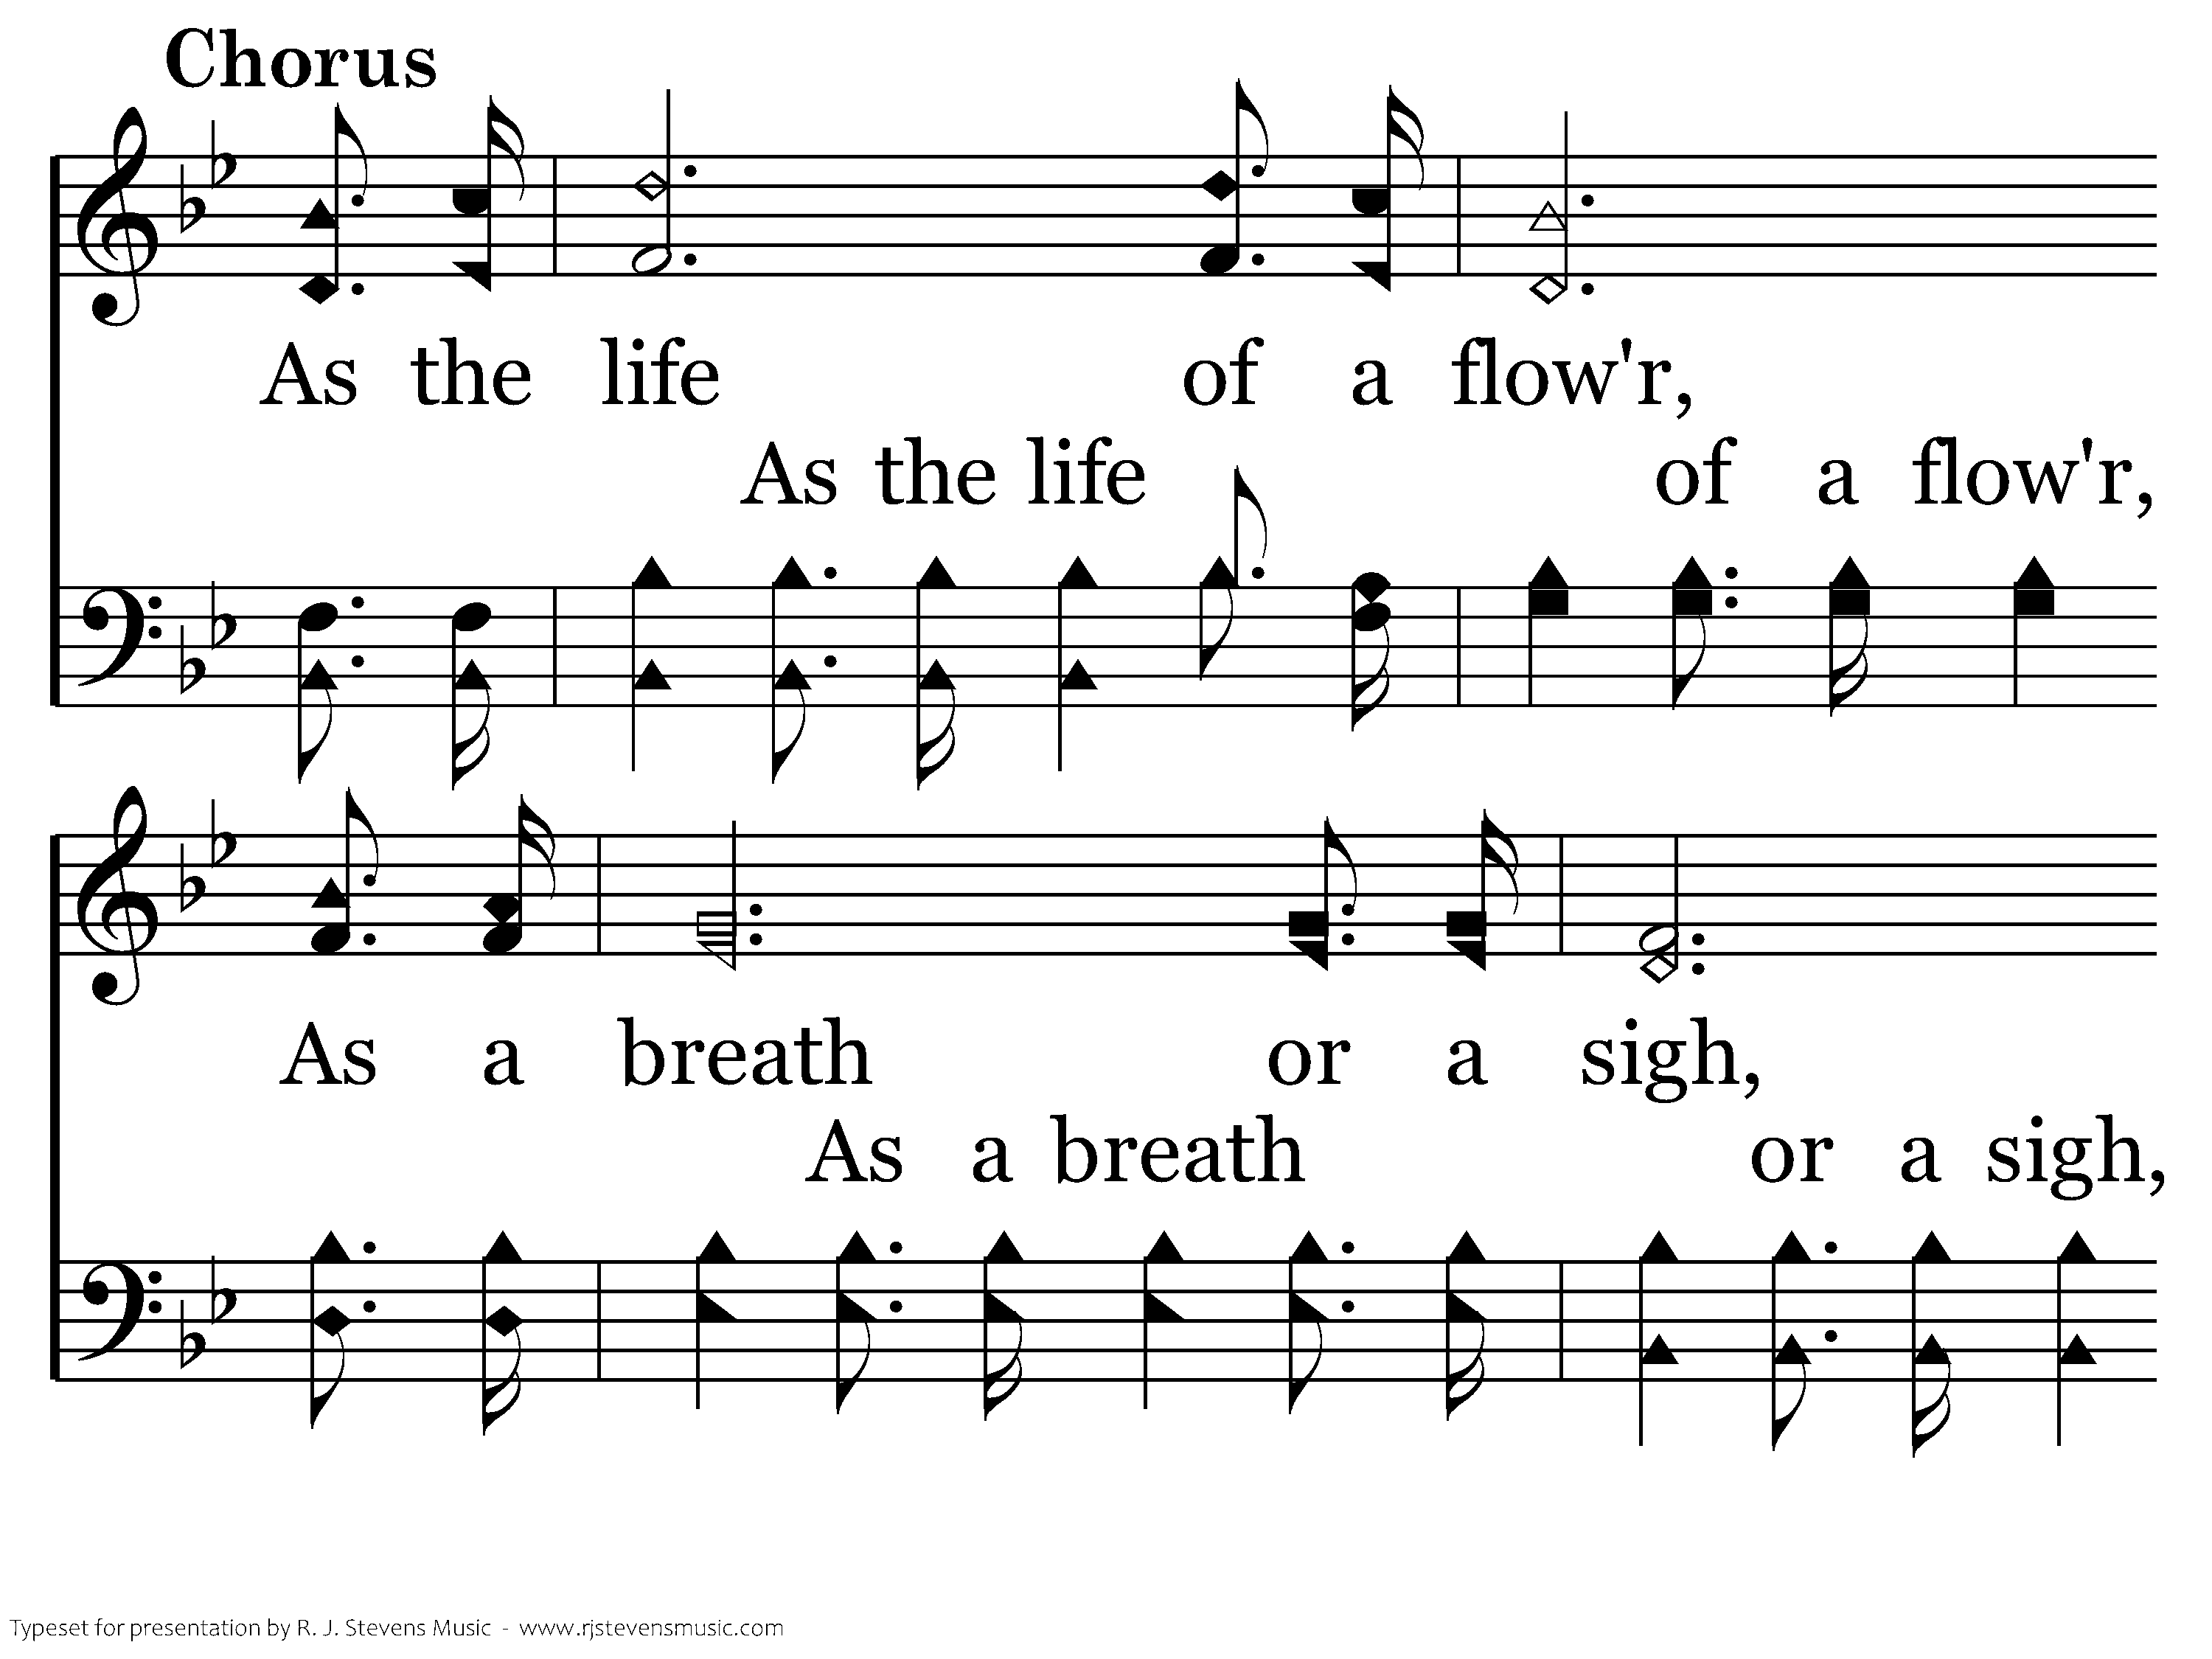 Chorus
As the life of a flow'r,
As the life of a flow'r,
As a breath or a sigh,
As a breath or a sigh,
Typeset for presentation by R. J. Stevens Music - www.rjstevensmusic.com